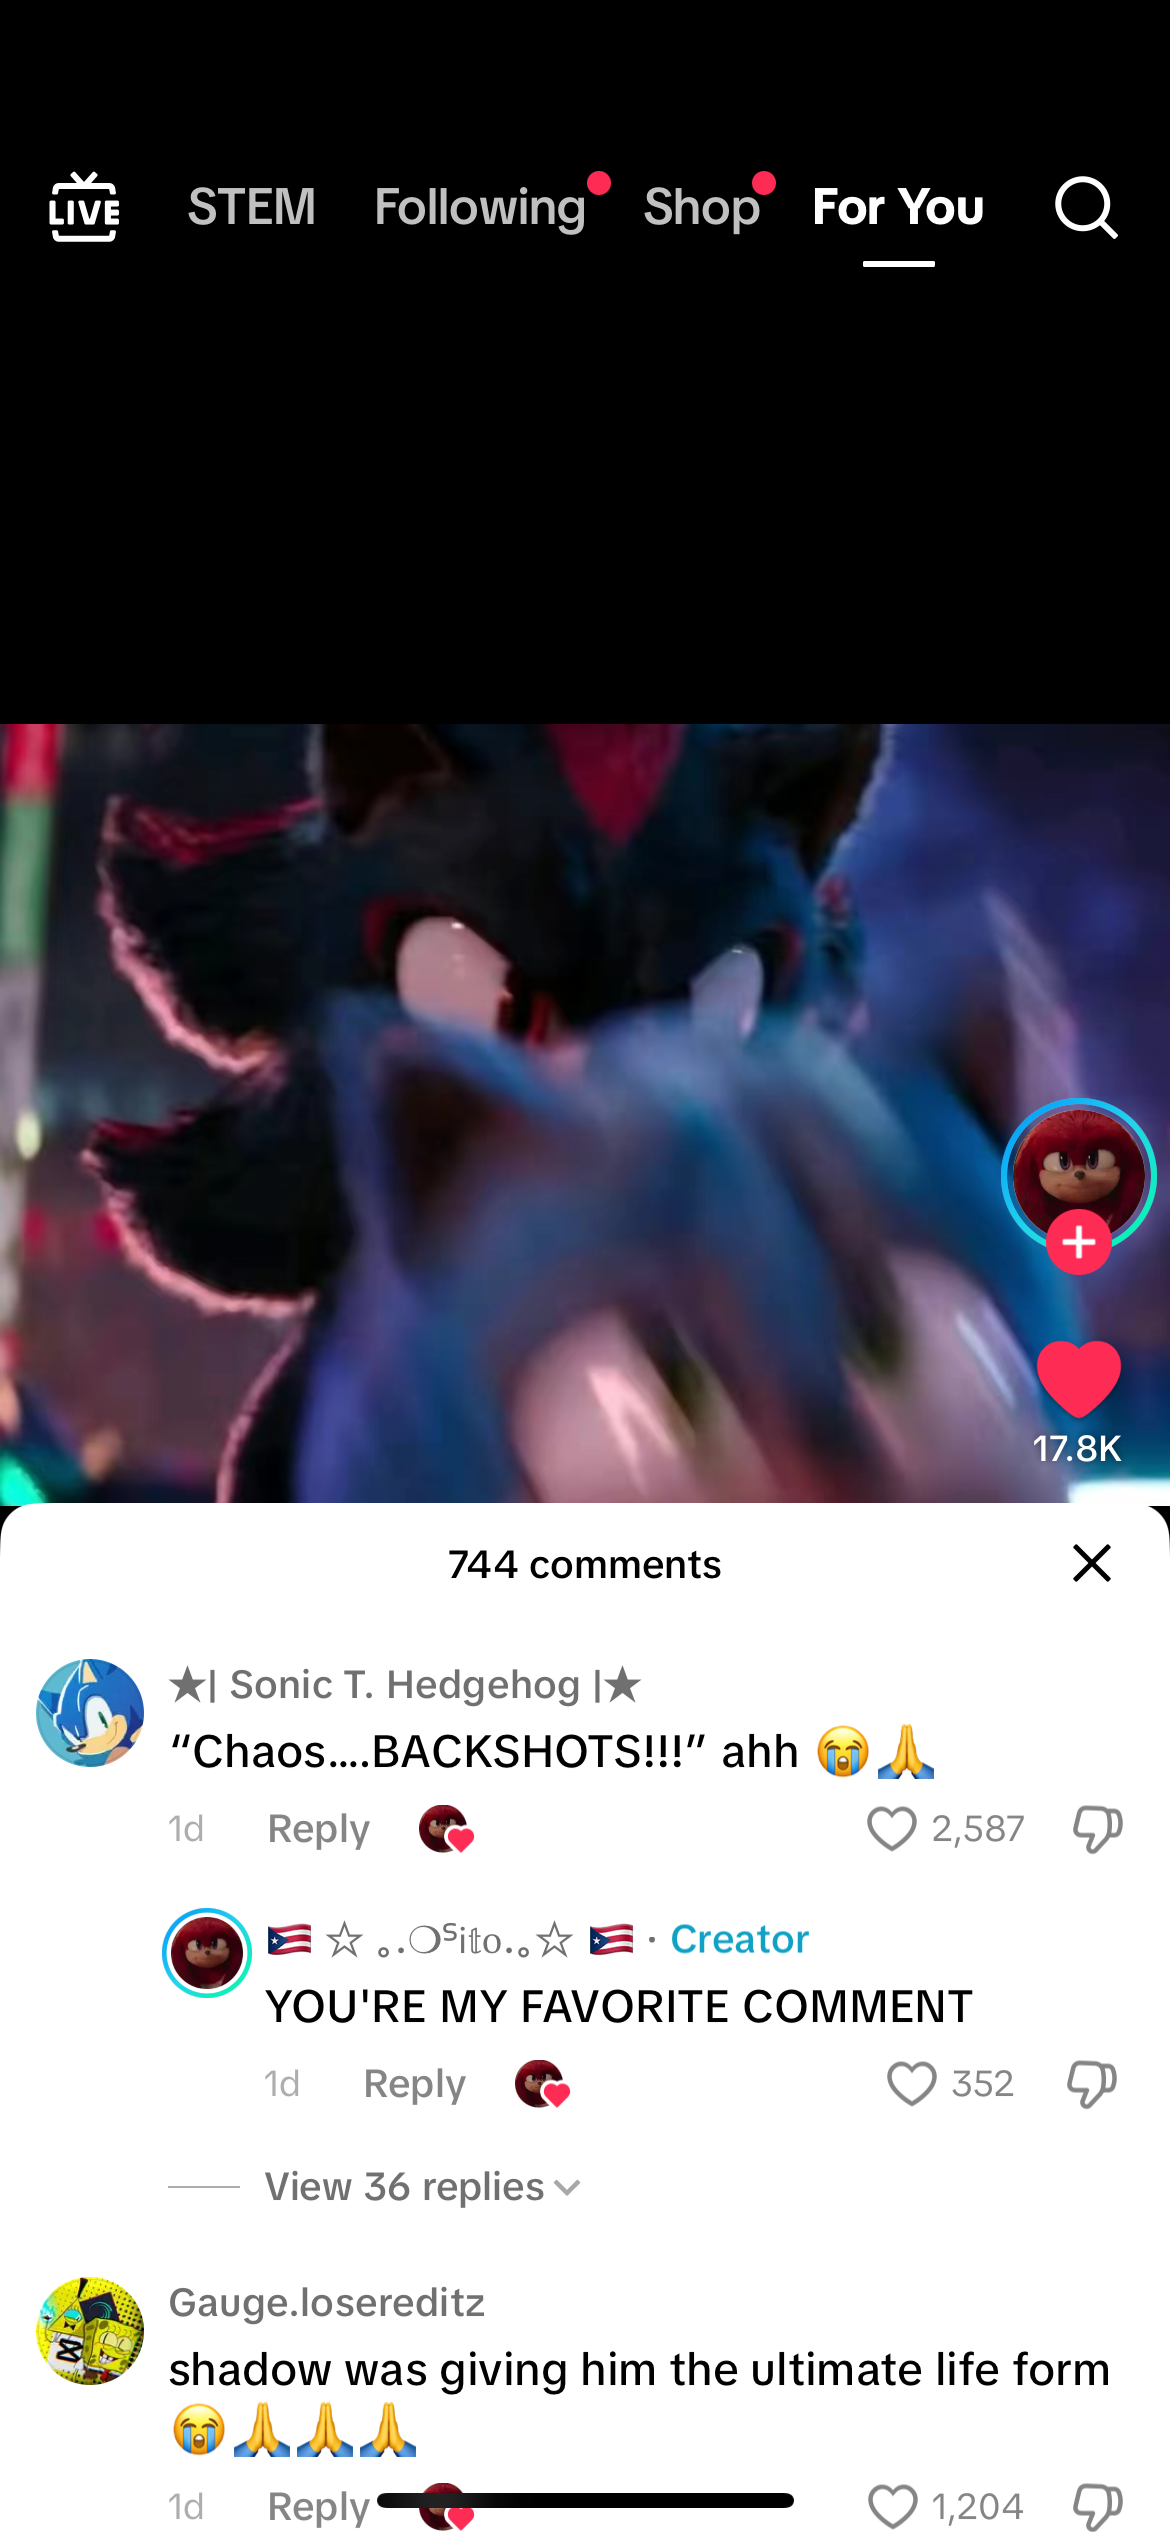 LIVE STEM Following Shop For You
17.8K
744 comments
★| Sonic T. Hedgehog |★
“Chaos....BACKSHOTS!!!” ahh 😭🙏
1d Reply 2,587
🇵🇷 ☆ ｡.❍ˢi𝕥o.｡☆ 🇵🇷 · Creator
YOU'RE MY FAVORITE COMMENT
1d Reply 352
View 36 replies
Gauge.losereditz
shadow was giving him the ultimate life form
😭🙏🙏🙏
1d Reply 1,204